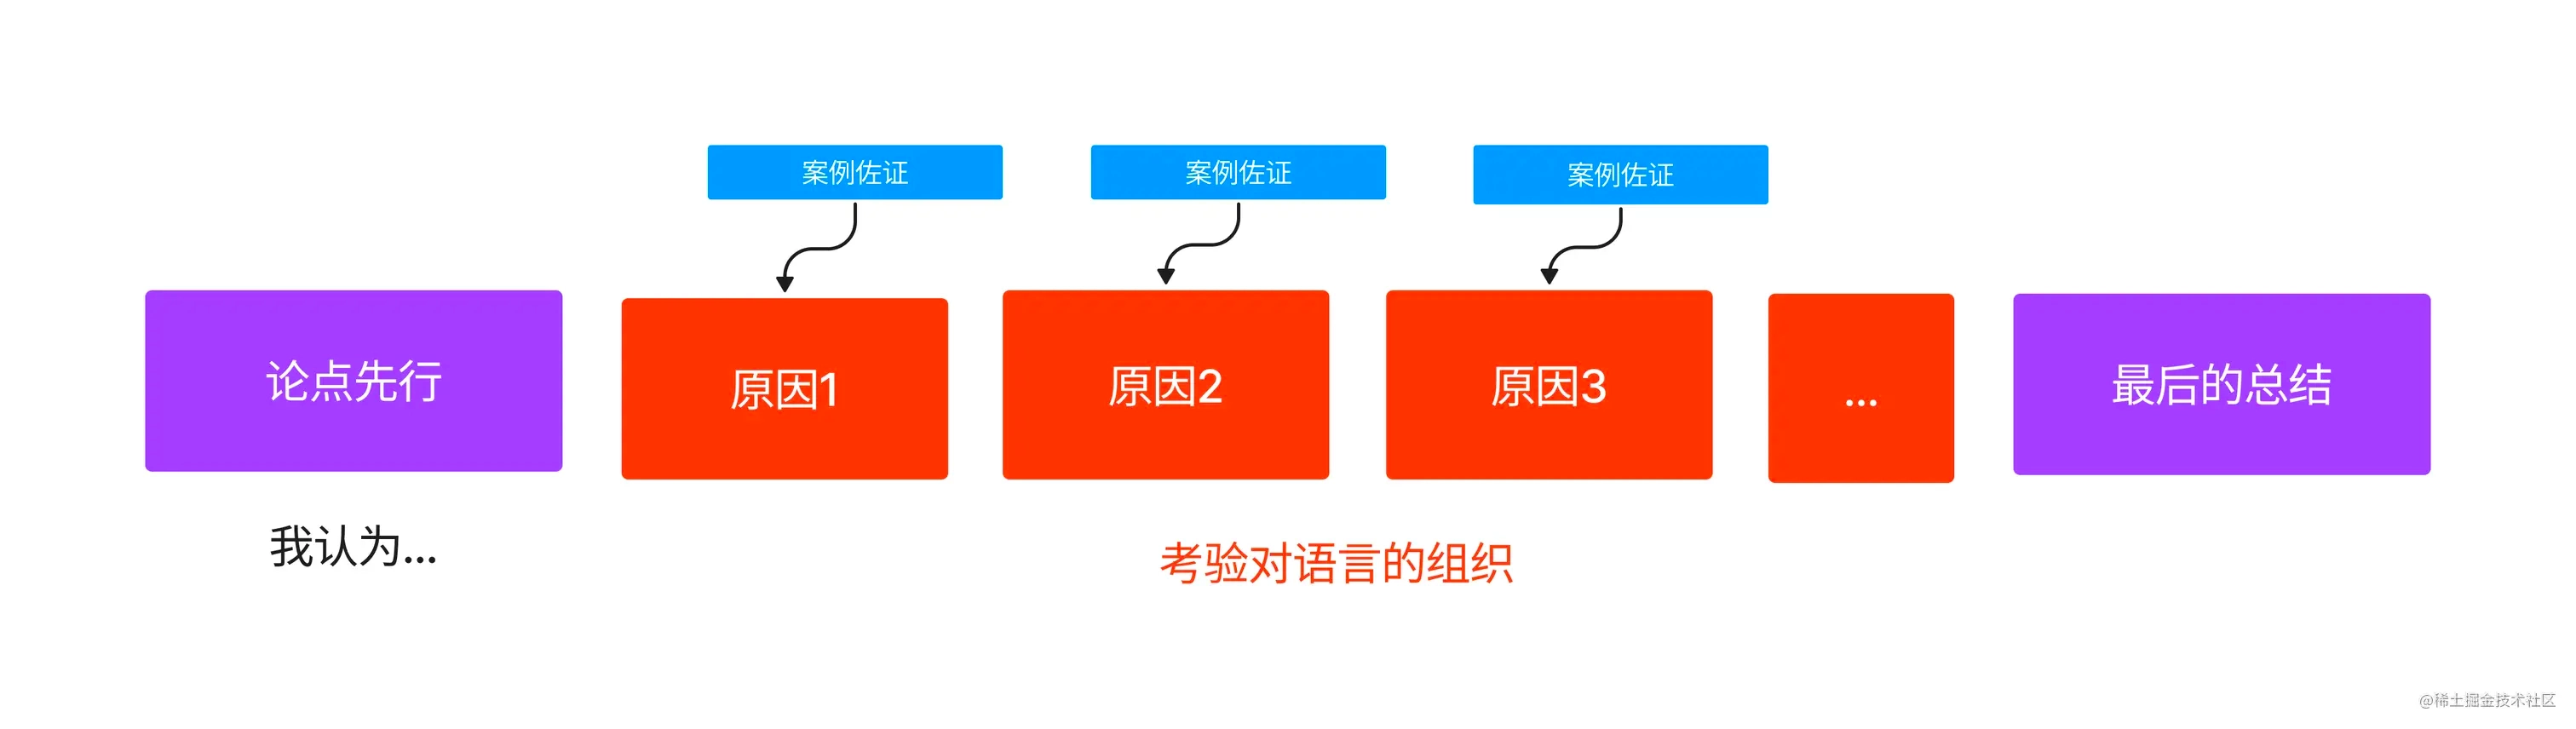 案例佐证
案例佐证
案例佐证
论点先行
原因1
原因2
原因3
...
最后的总结
我认为...
考验对语言的组织
@稀土掘金技术社区